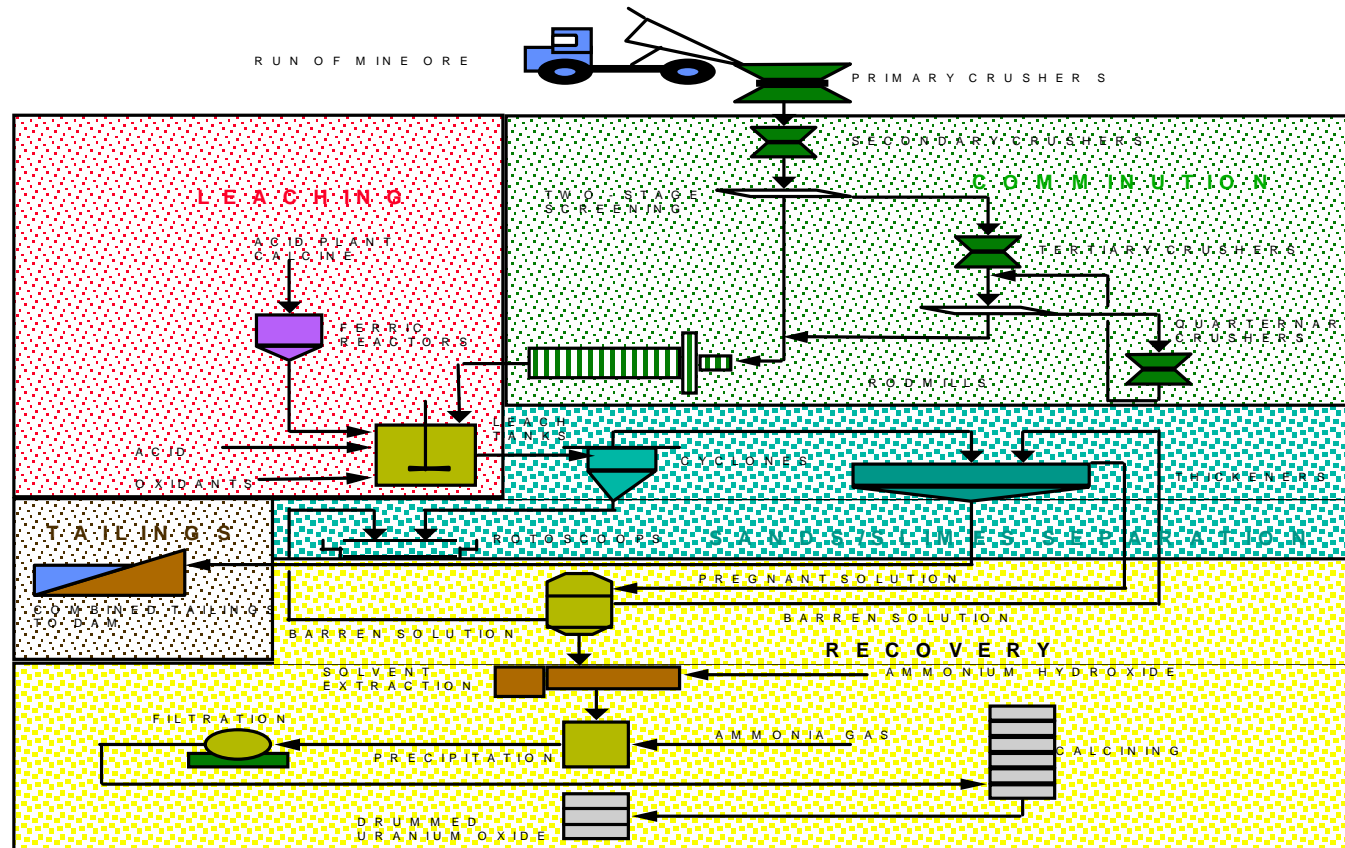 RUN OF MINE ORE
PRIMARY CRUSHERS
SECONDARY CRUSHERS
LEACHING
TWO - STAGE
SCREENING
COMMINUTION
ACID PLANT
CALCINE
TERTIARY CRUSHERS
FERRIC
REACTORS
QUARTERNAR
CRUSHERS
RODMILLS
LEACH
TANKS
ACID
CYCLONES
OXIDANTS
THICKENERS
TAILINGS
ROTOSCOOPS
SANDS SLIMES SEPARATION
PREGNANT SOLUTION
COMBINED TAILINGS
TO DAM
BARREN SOLUTION
BARREN SOLUTION
RECOVERY
SOLVENT
EXTRACTION
AMMONIUM HYDROXIDE
FILTRATION
AMMONIA GAS
PRECIPITATION
CALCINING
DRUMMED
URANIUM OXIDE